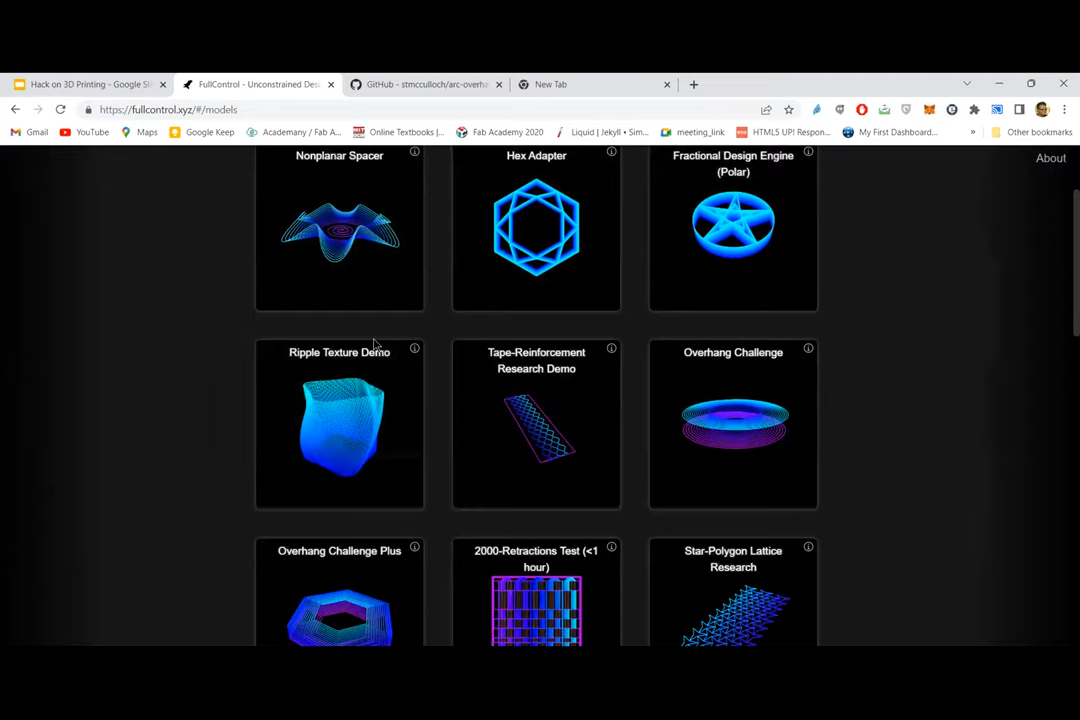 Hack on 3D Printing - Google Sl
FullControl - Unconstrained Desi
GitHub - stmcculloch/arc-overha
New Tab
https://fullcontrol.xyz/#/models
Gmail
YouTube
Maps
Google Keep
Academany / Fab A...
Online Textbooks |...
Fab Academy 2020
Liquid | Jekyll • Sim...
meeting_link
HTML5 UP! Respon...
My First Dashboard...
»
Other bookmarks
About
Nonplanar Spacer
Hex Adapter
Fractional Design Engine
(Polar)
Ripple Texture Demo
Tape-Reinforcement
Research Demo
Overhang Challenge
Overhang Challenge Plus
2000-Retractions Test (<1
hour)
Star-Polygon Lattice
Research